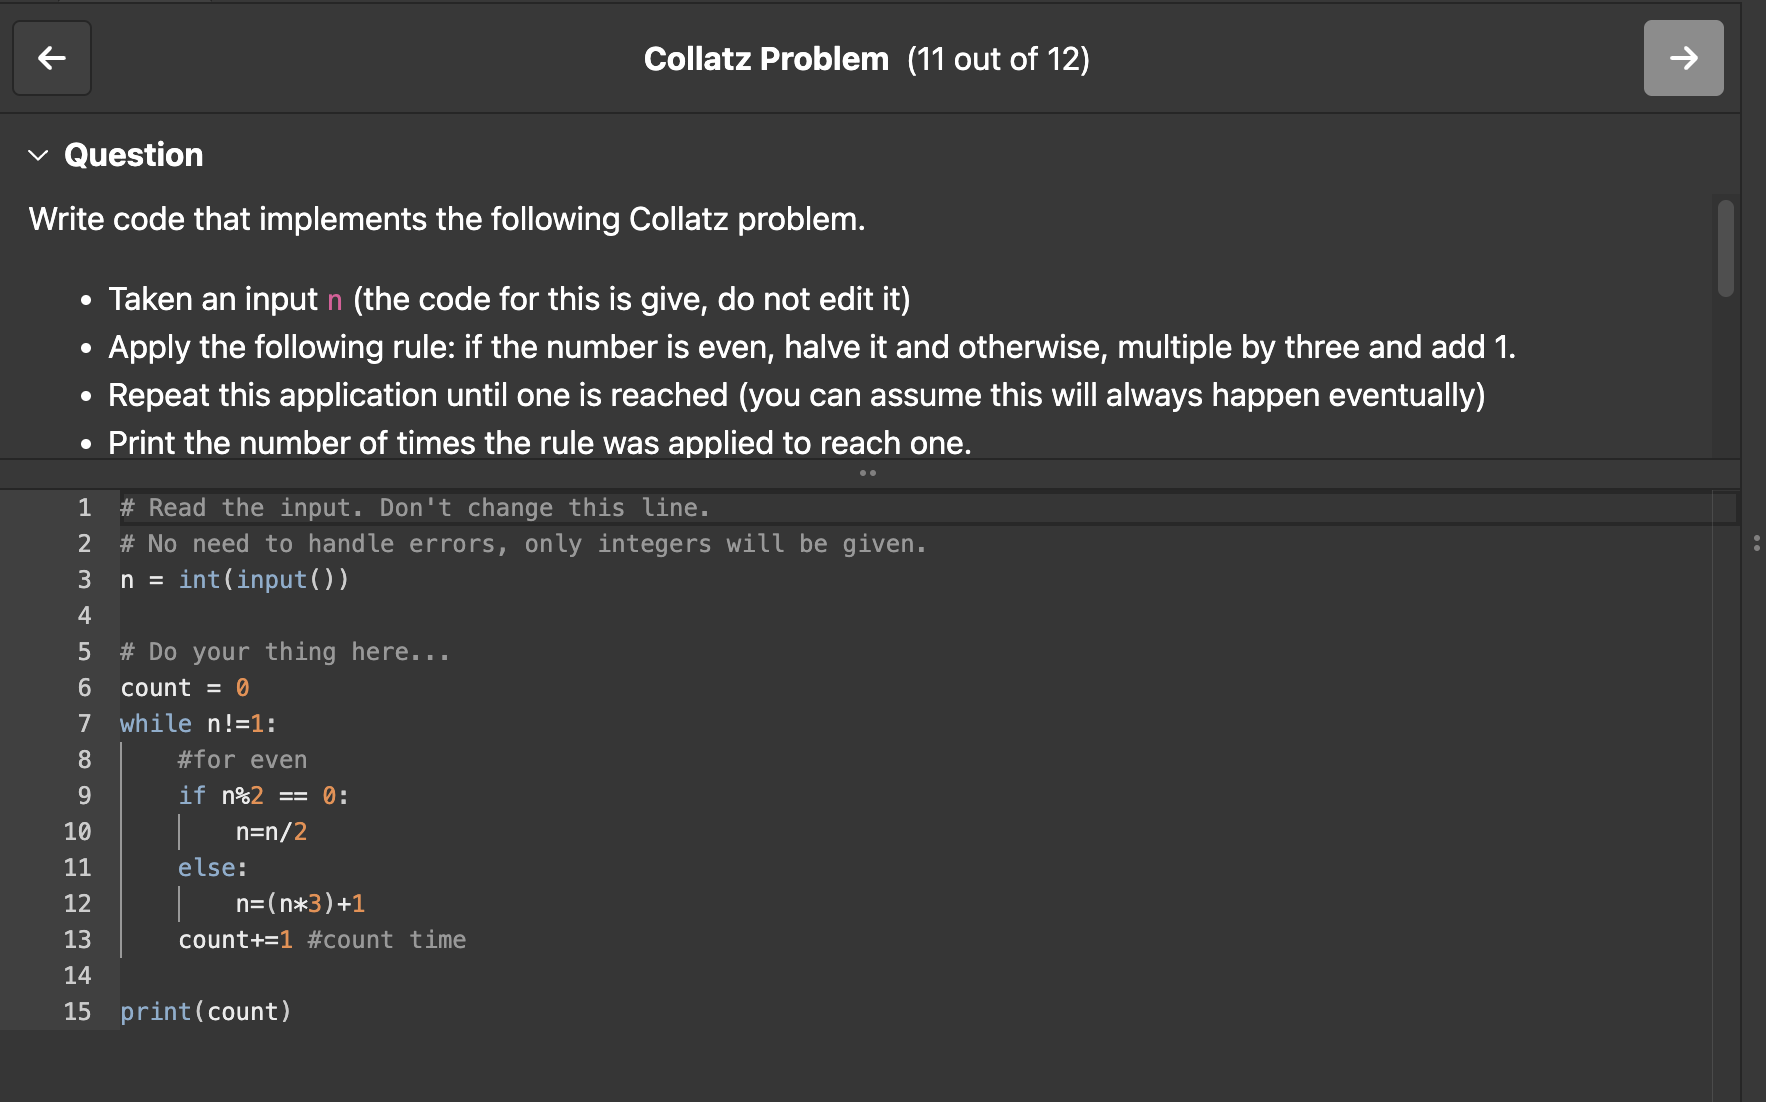 Collatz Problem (11 out of 12)
Question
Write code that implements the following Collatz problem.
• Taken an input n (the code for this is give, do not edit it)
• Apply the following rule: if the number is even, halve it and otherwise, multiple by three and add 1.
• Repeat this application until one is reached (you can assume this will always happen eventually)
• Print the number of times the rule was applied to reach one.
1 # Read the input. Don't change this line.
2 # No need to handle errors, only integers will be given.
3 n = int(input())
4
5 # Do your thing here...
6 count = 0
7 while n!=1:
8     #for even
9     if n%2 == 0:
10         n=n/2
11     else:
12         n=(n*3)+1
13     count+=1 #count time
14
15 print(count)